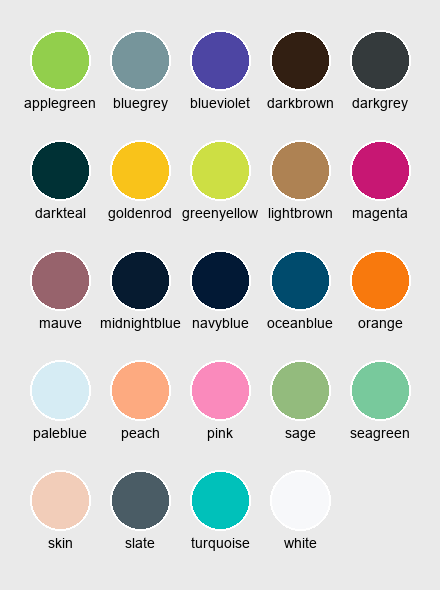 applegreen bluegrey blueviolet darkbrown darkgrey
darkteal goldenrod greenyellow lightbrown magenta
mauve midnightblue navyblue oceanblue orange
paleblue peach pink sage seagreen
skin slate turquoise white